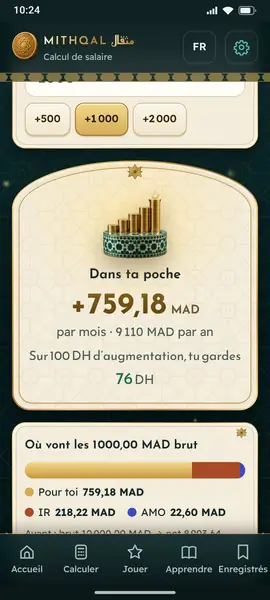 10:24
MITHQAL مثقال
Calcul de salaire
FR
+500
+1 000
+2 000
Dans ta poche
+759,18 MAD
par mois · 9 110 MAD par an
Sur 100 DH d'augmentation, tu gardes
76 DH
Où vont les 1000,00 MAD brut
Pour toi 759,18 MAD
IR 218,22 MAD
AMO 22,60 MAD
Accueil
Calculer
Jouer
Apprendre
Enregistrés